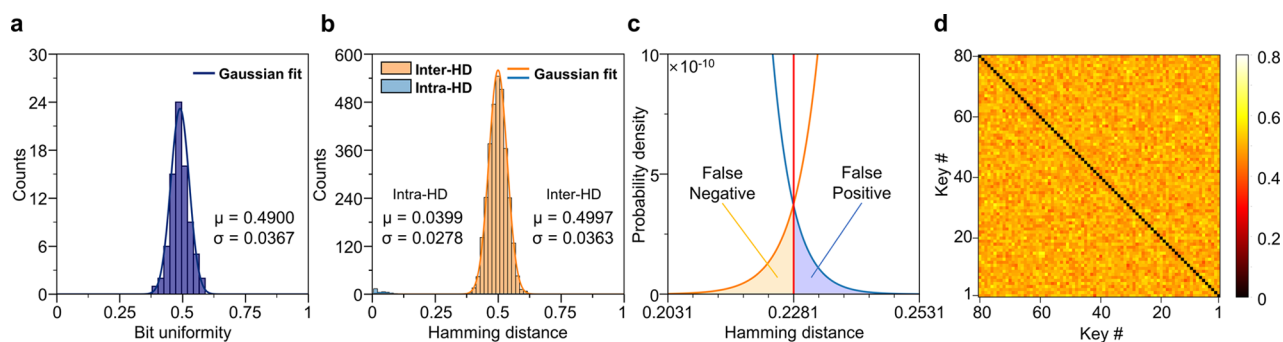 a
30
24
18
12
6
0
Counts
Gaussian fit
μ = 0.4900
σ = 0.0367
0
0.25
0.5
0.75
1
Bit uniformity
b
600
480
360
240
120
0
Counts
Inter-HD
Intra-HD
Gaussian fit
Intra-HD
μ = 0.0399
σ = 0.0278
Inter-HD
μ = 0.4997
σ = 0.0363
0
0.25
0.5
0.75
1
Hamming distance
c
10
5
0
×10⁻¹⁰
Probability density
False
Negative
False
Positive
0.2031
0.2281
0.2531
Hamming distance
d
80
60
40
20
1
Key #
80
60
40
20
1
Key #
0.8
0.6
0.4
0.2
0